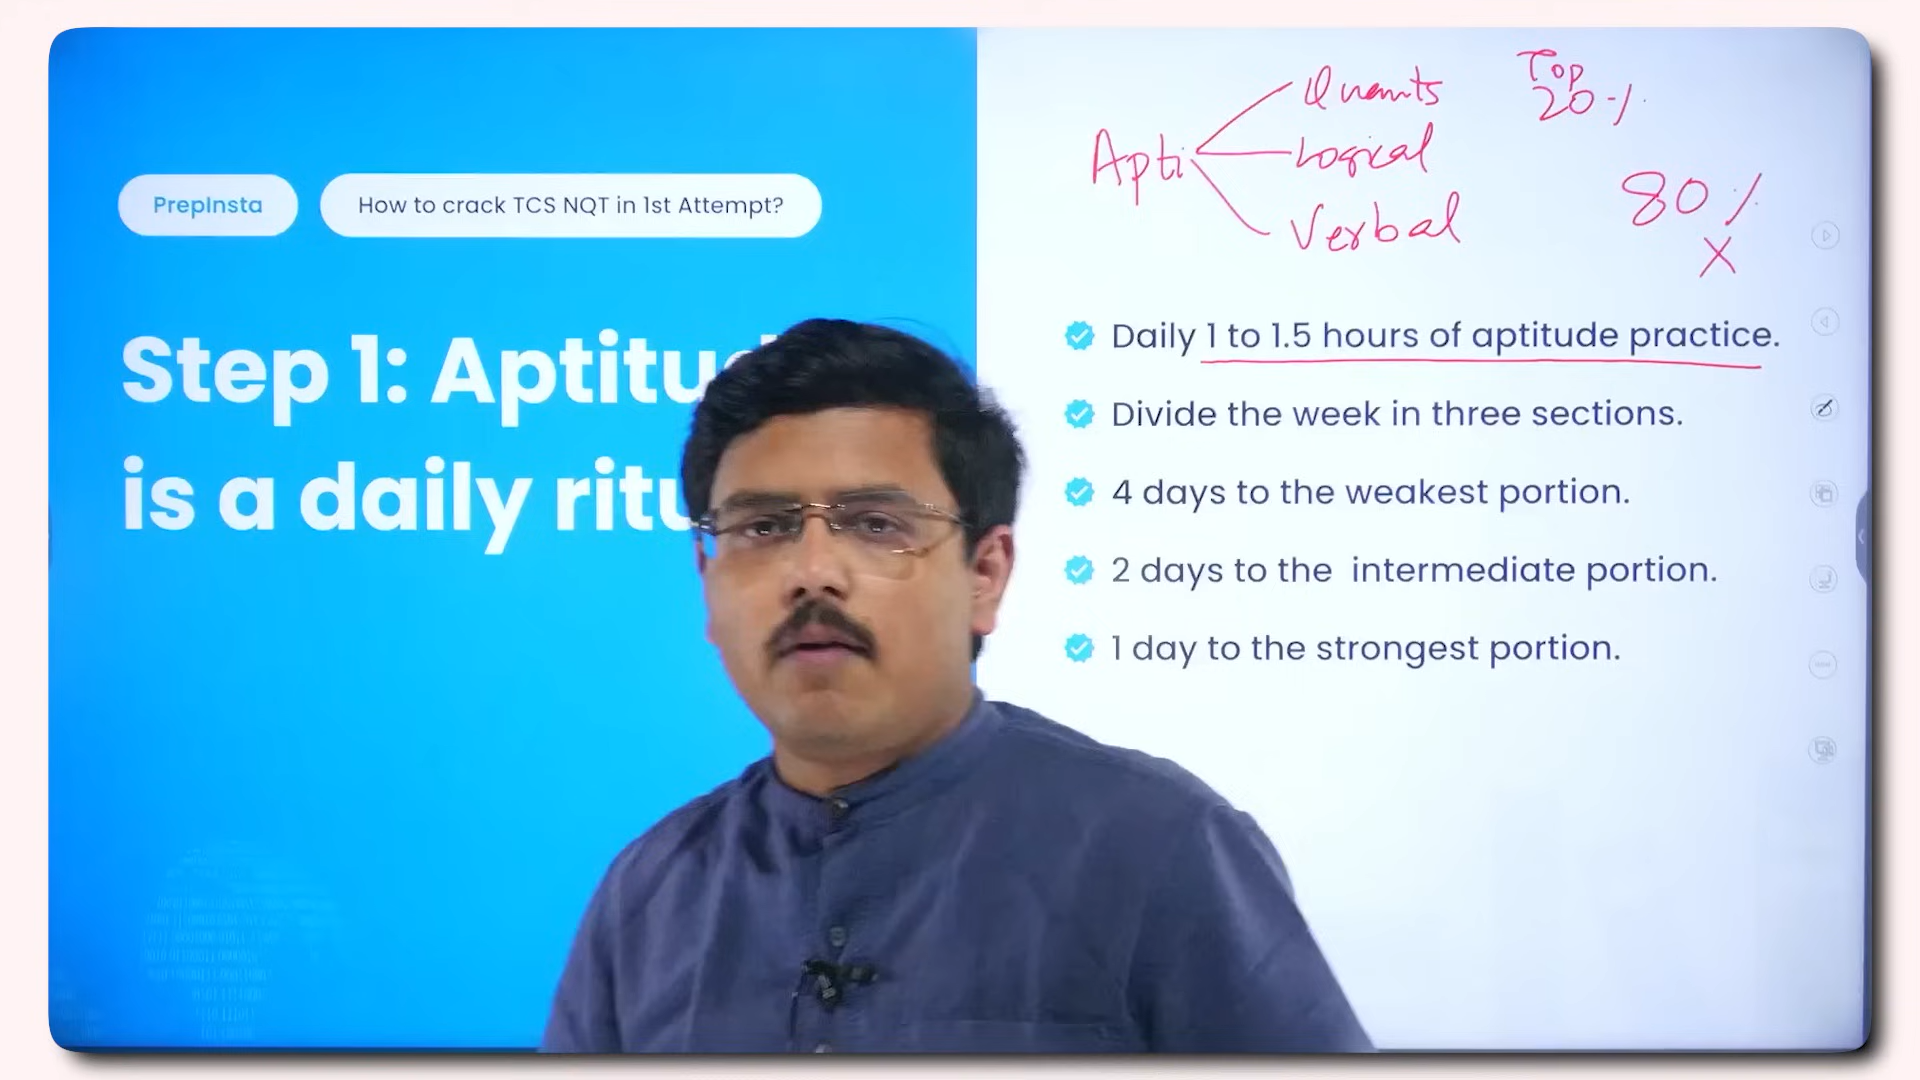 PrepInsta
How to crack TCS NQT in 1st Attempt?
Step 1: Aptitu
is a daily ritu
Apti
Quants
Logical
Verbal
Top
20%
80%
X
Daily 1 to 1.5 hours of aptitude practice.
Divide the week in three sections.
4 days to the weakest portion.
2 days to the intermediate portion.
1 day to the strongest portion.